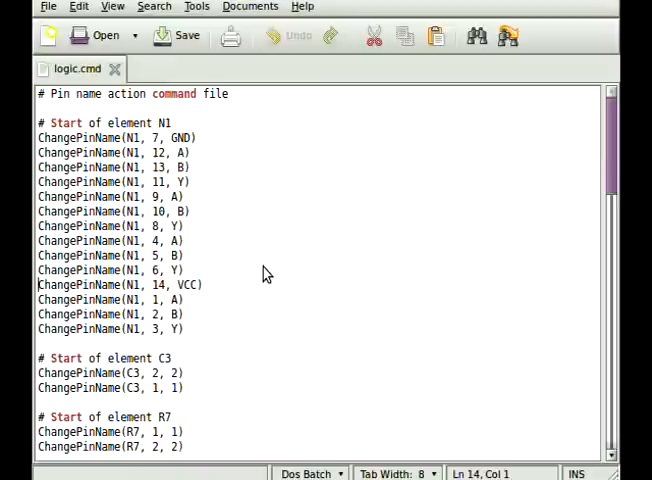 File Edit View Search Tools Documents Help
Open Save Undo
logic.cmd
# Pin name action command file
# Start of element N1
ChangePinName(N1, 7, GND)
ChangePinName(N1, 12, A)
ChangePinName(N1, 13, B)
ChangePinName(N1, 11, Y)
ChangePinName(N1, 9, A)
ChangePinName(N1, 10, B)
ChangePinName(N1, 8, Y)
ChangePinName(N1, 4, A)
ChangePinName(N1, 5, B)
ChangePinName(N1, 6, Y)
ChangePinName(N1, 14, VCC)
ChangePinName(N1, 1, A)
ChangePinName(N1, 2, B)
ChangePinName(N1, 3, Y)
# Start of element C3
ChangePinName(C3, 2, 2)
ChangePinName(C3, 1, 1)
# Start of element R7
ChangePinName(R7, 1, 1)
ChangePinName(R7, 2, 2)
Dos Batch Tab Width: 8 Ln 14, Col 1 INS